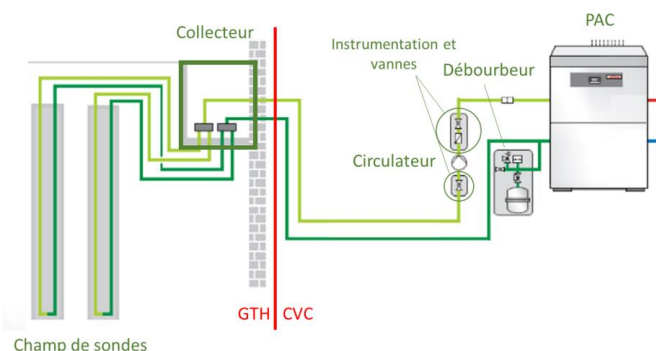 PAC
Collecteur
Instrumentation et
vannes
Débourbeur
Circulateur
GTH CVC
Champ de sondes